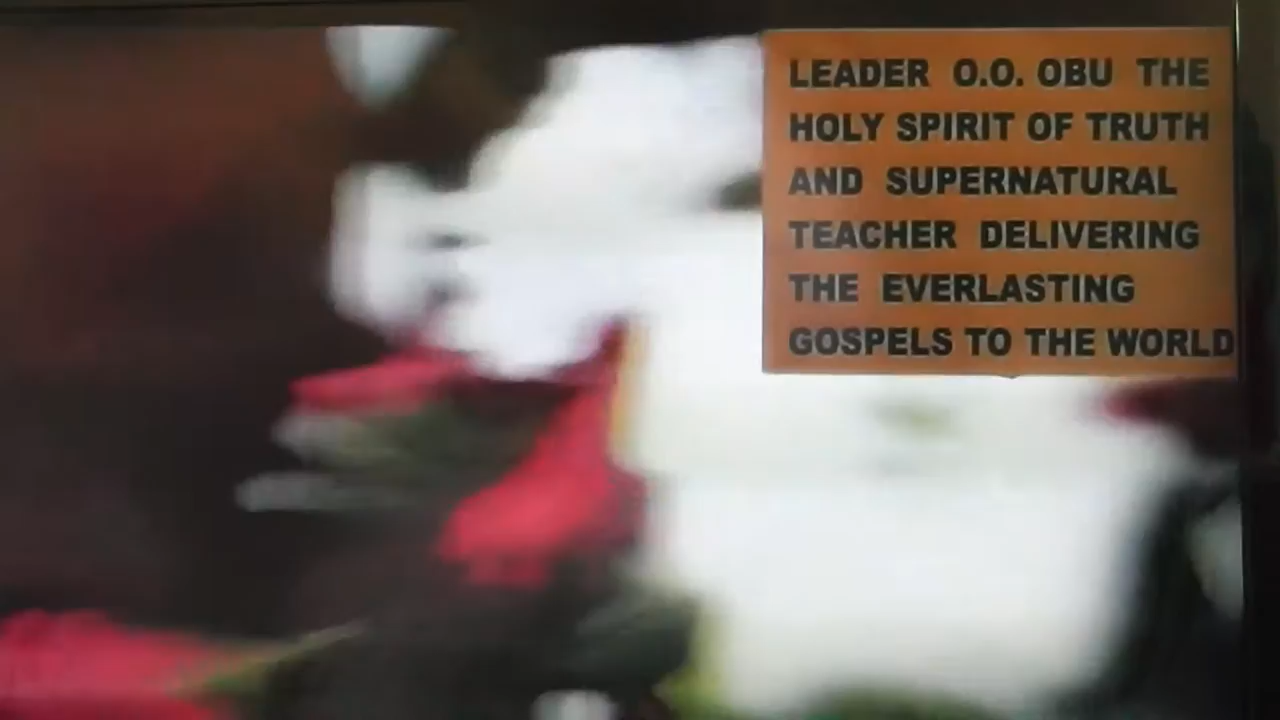 LEADER O.O. OBU THE
HOLY SPIRIT OF TRUTH
AND SUPERNATURAL
TEACHER DELIVERING
THE EVERLASTING
GOSPELS TO THE WORLD